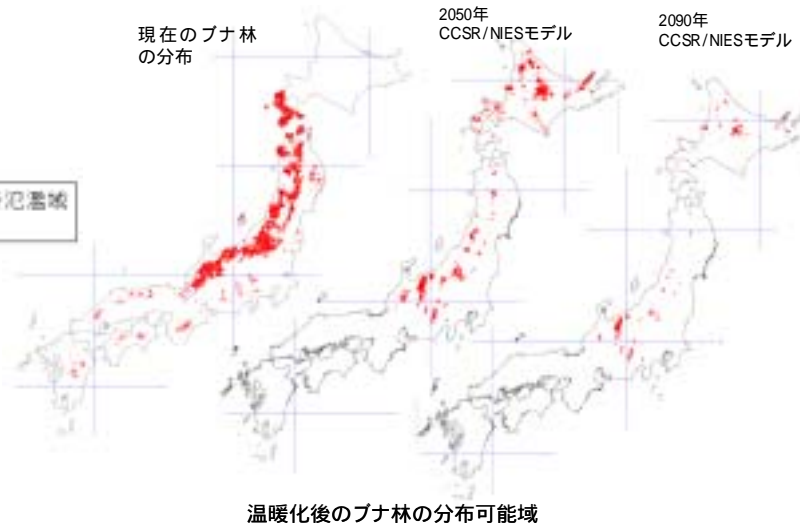 現在のブナ林
の分布
2050年
CCSR/NIESモデル
2090年
CCSR/NIESモデル
氾濫域
温暖化後のブナ林の分布可能域